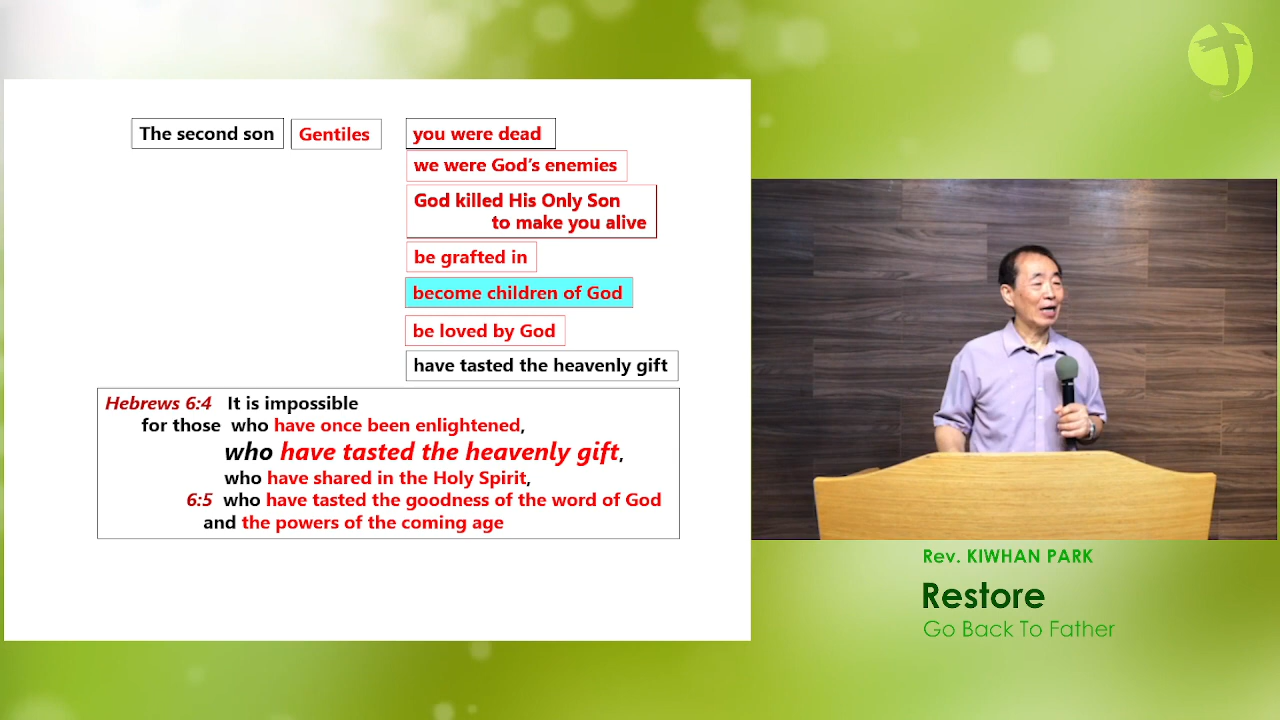 The second son Gentiles you were dead
we were God's enemies
God killed His Only Son
to make you alive
be grafted in
become children of God
be loved by God
have tasted the heavenly gift
Hebrews 6:4 It is impossible
for those who have once been enlightened,
who have tasted the heavenly gift,
who have shared in the Holy Spirit,
6:5 who have tasted the goodness of the word of God
and the powers of the coming age
Rev. KIWHAN PARK
Restore
Go Back To Father